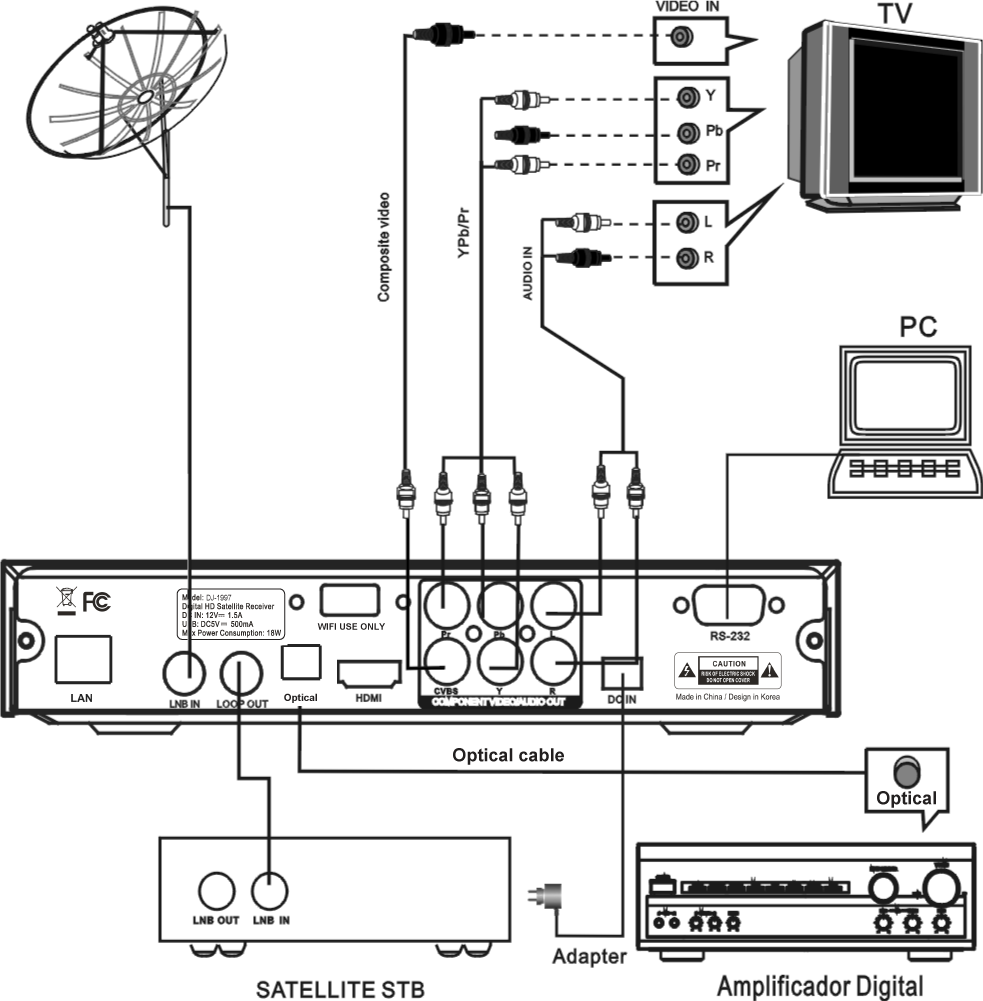 VIDEO IN
TV
Y
Pb
Pr
L
R
Composite video
YPb/Pr
AUDIO IN
PC
FC
Model: DJ-1997
Digital HD Satellite Receiver
DC IN: 12V⎓ 1.5A
USB: DC5V⎓ 500mA
Max Power Consumption: 18W
WIFI USE ONLY
Pr
Pb
L
RS-232
LAN
LNB IN
LOOP OUT
Optical
HDMI
CVBS
Y
R
COMPONENT VIDEO/AUDIO OUT
DC IN
CAUTION
RISK OF ELECTRIC SHOCK
DO NOT OPEN COVER
Made in China / Design in Korea
Optical cable
Optical
LNB OUT
LNB IN
Adapter
SATELLITE STB
Amplificador Digital